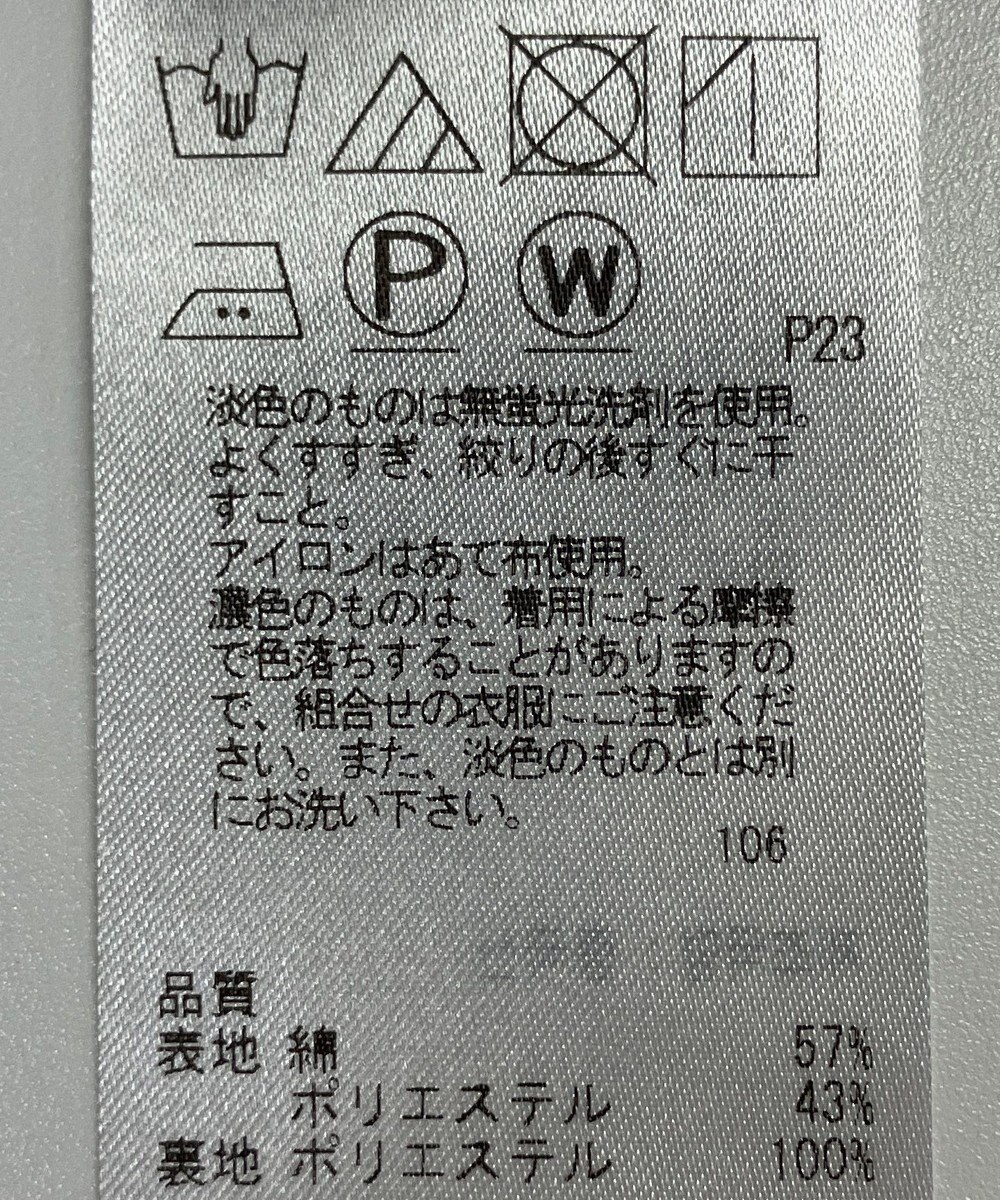 P W
P23
淡色のものは無蛍光洗剤を使用。
よくすすぎ、絞りの後すぐに干
すこと。
アイロンはあて布使用。
濃色のものは、着用による摩擦
で色落ちすることがありますの
で、組合せの衣服にご注意くだ
さい。また、淡色のものとは別
にお洗い下さい。
106
品質
表地 綿 57%
ポリエステル 43%
裏地 ポリエステル 100%